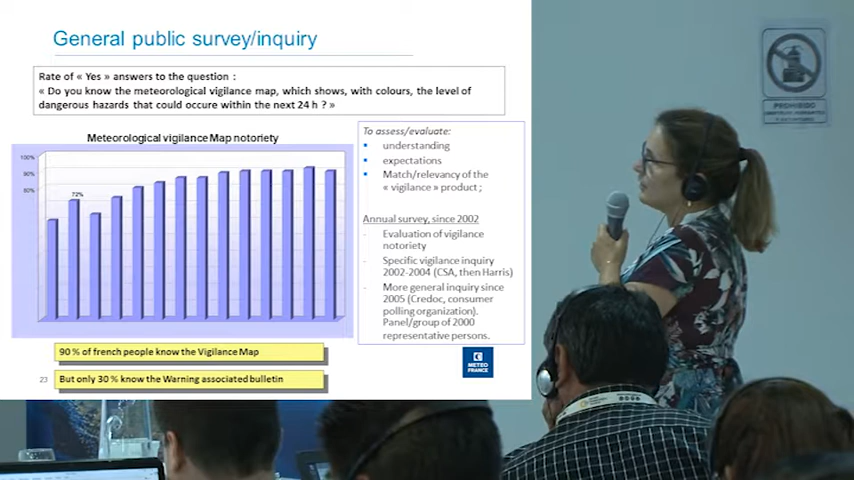 General public survey/inquiry
Rate of « Yes » answers to the question :
« Do you know the meteorological vigilance map, which shows, with colours, the level of
dangerous hazards that could occure within the next 24 h ? »
Meteorological vigilance Map notoriety
100%
90%
80%
72%
To assess/evaluate:
understanding
expectations
Match/relevancy of the
« vigilance » product ;
Annual survey, since 2002
- Evaluation of vigilance
notoriety
- Specific vigilance inquiry
2002-2004 (CSA, then Harris)
- More general inquiry since
2005 (Credoc, consumer
polling organization).
Panel/group of 2000
representative persons.
90 % of french people know the Vigilance Map
23
But only 30 % know the Warning associated bulletin
METEO
FRANCE
PROHIBIDO